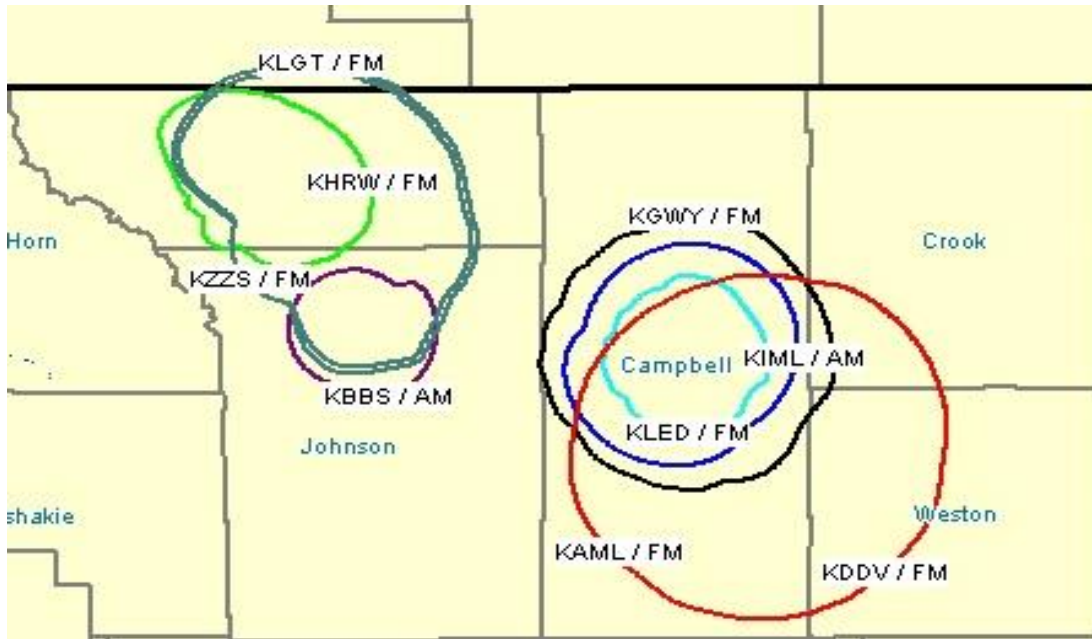 KLGT / FM
KHRW / FM
KGWY / FM
Horn
Crook
KZZS / FM
KIML / AM
Campbell
KBBS / AM
KLED / FM
Johnson
shakie
Weston
KAML / FM
KDDV / FM